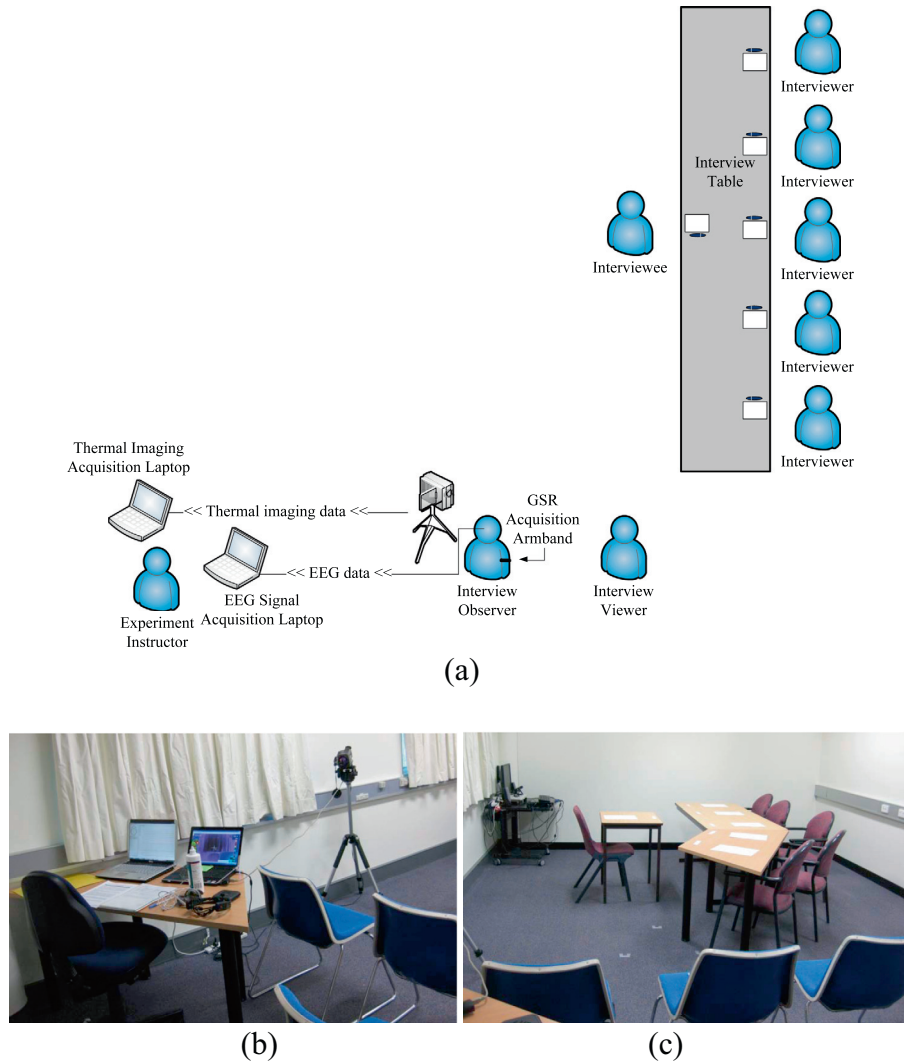 Interviewer
Interviewer
Interview
Table
Interviewer
Interviewee
Interviewer
Interviewer
Thermal Imaging
Acquisition Laptop
<< Thermal imaging data <<
GSR
Acquisition
Armband
<< EEG data <<
EEG Signal
Acquisition Laptop
Experiment
Instructor
Interview
Observer
Interview
Viewer
(a)
(b)
(c)